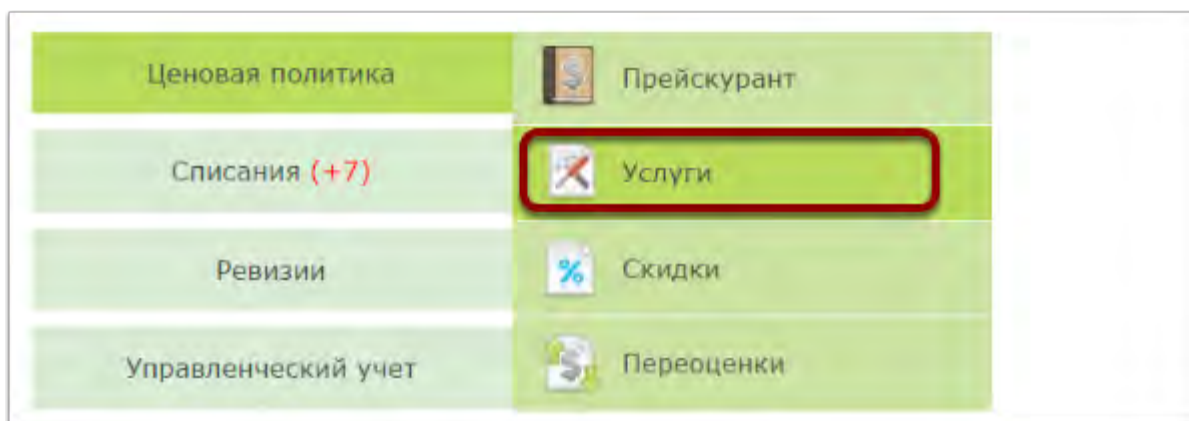 Ценовая политика
Прейскурант
Списания (+7)
Услуги
Ревизии
Скидки
Управленческий учет
Переоценки